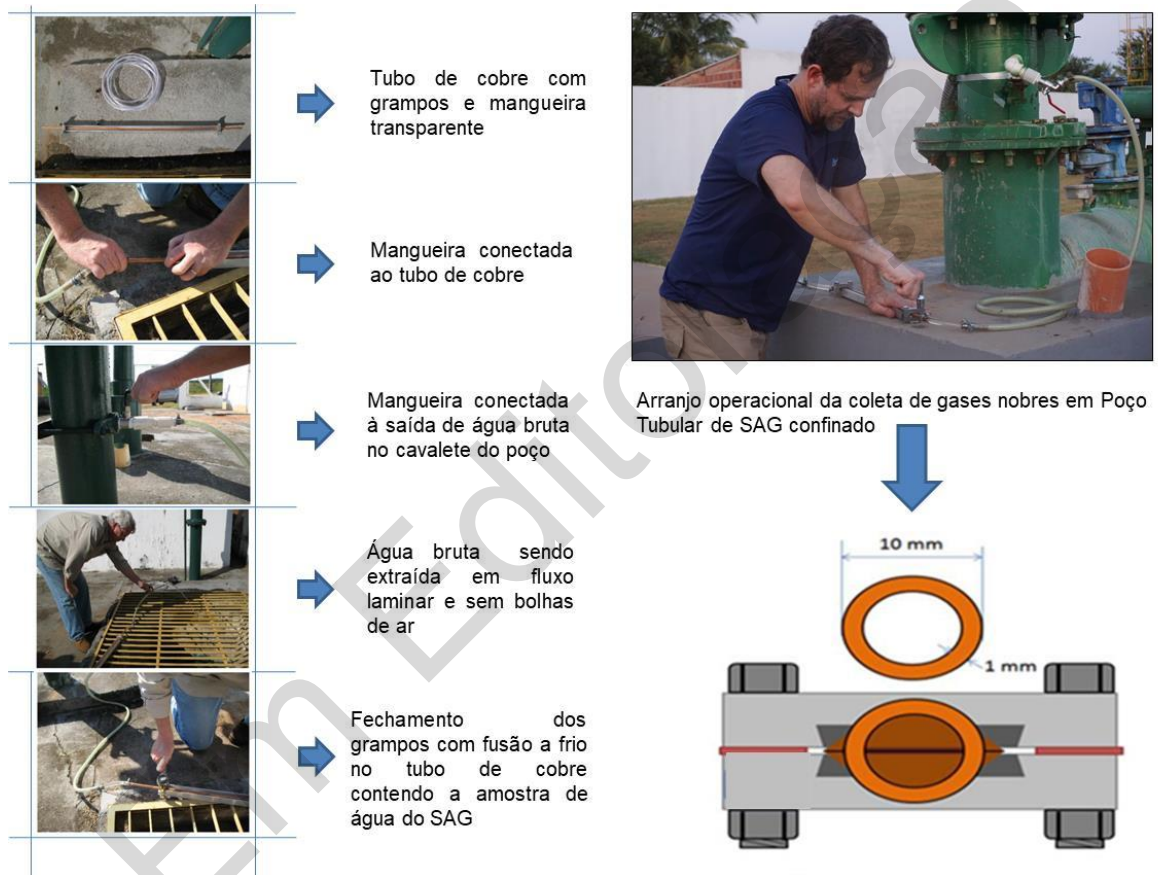 Tubo de cobre com
grampos e mangueira
transparente
Mangueira conectada
ao tubo de cobre
Mangueira conectada
à saída de água bruta
no cavalete do poço
Água bruta sendo
extraída em fluxo
laminar e sem bolhas
de ar
Fechamento dos
grampos com fusão a frio
no tubo de cobre
contendo a amostra de
água do SAG
Arranjo operacional da coleta de gases nobres em Poço
Tubular de SAG confinado
10 mm
1 mm